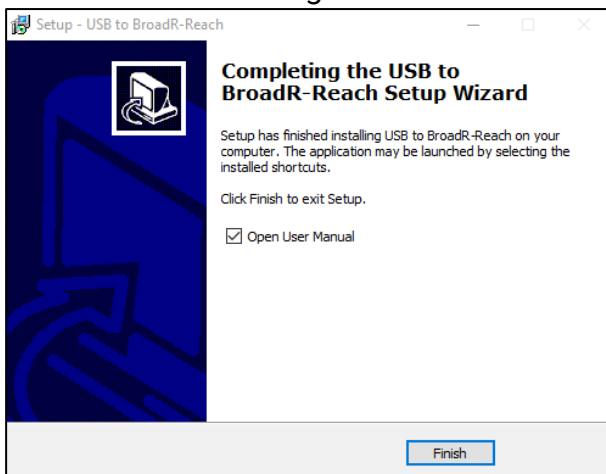 Setup - USB to BroadR-Reach
Completing the USB to
BroadR-Reach Setup Wizard
Setup has finished installing USB to BroadR-Reach on your
computer. The application may be launched by selecting the
installed shortcuts.
Click Finish to exit Setup.
Open User Manual
Finish